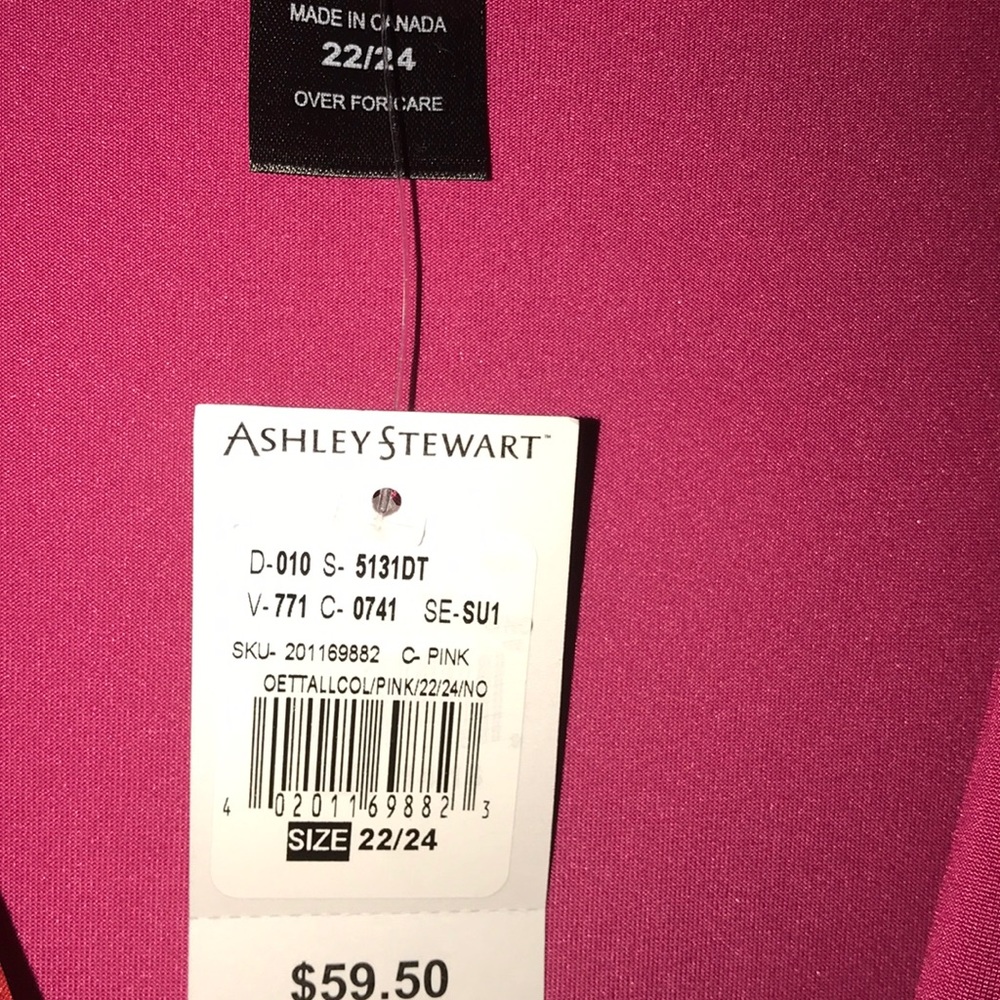 MADE IN CANADA
22/24
OVER FOR CARE
ASHLEY STEWART™
D-010 S- 5131DT
V-771 C- 0741 SE-SU1
SKU- 201169882 C- PINK
OETTALLCOL/PINK/22/24/NO
4 02011 69882 3
SIZE 22/24
$59.50